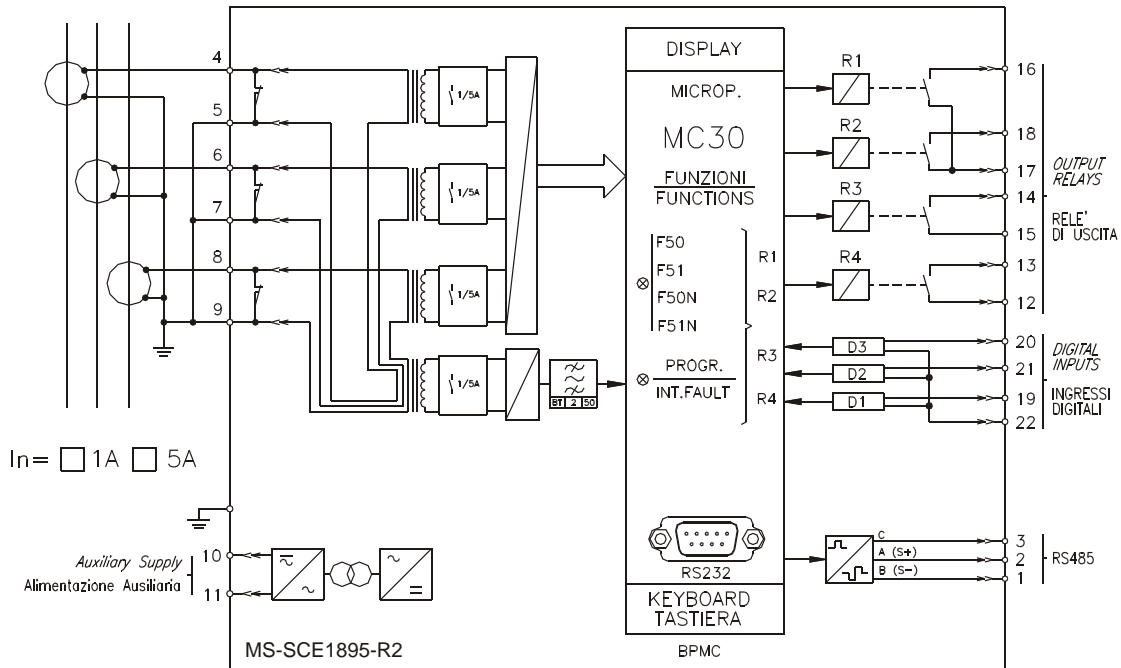 4
5
6
7
8
9
1/5A
1/5A
1/5A
1/5A
BT 2 50
In= 1A 5A
Auxiliary Supply
Alimentazione Ausiliaria
10
11
MS-SCE1895-R2
DISPLAY
MICROP.
MC30
FUNZIONI
FUNCTIONS
F50
F51
F50N
F51N
PROGR.
INT.FAULT
R1
R2
R3
R4
RS232
KEYBOARD
TASTIERA
BPMC
R1
R2
R3
R4
D3
D2
D1
C
A (S+)
B (S-)
16
18
17
14
15
13
12
OUTPUT
RELAYS
RELE'
DI USCITA
20
21
19
22
DIGITAL
INPUTS
INGRESSI
DIGITALI
3
2
1
RS485